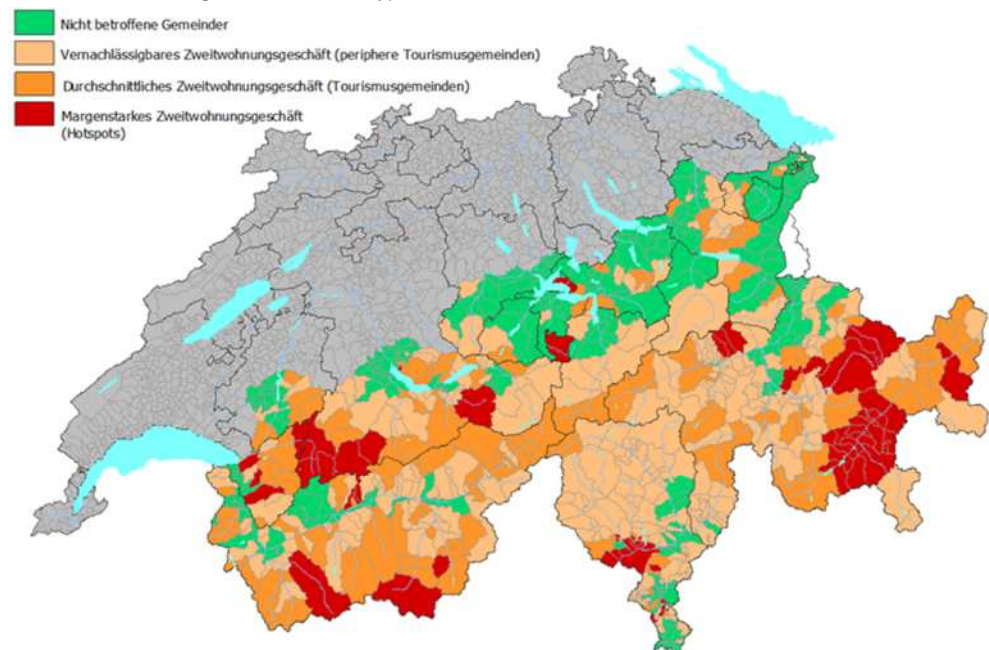 Nicht betroffene Gemeinder
Vernachlässigbares Zweitwohnungsgeschäft (periphere Tourismusgemeinden)
Durchschnittliches Zweitwohnungsgeschäft (Tourismusgemeinden)
Margenstarkes Zweitwohnungsgeschäft
(Hotspots)